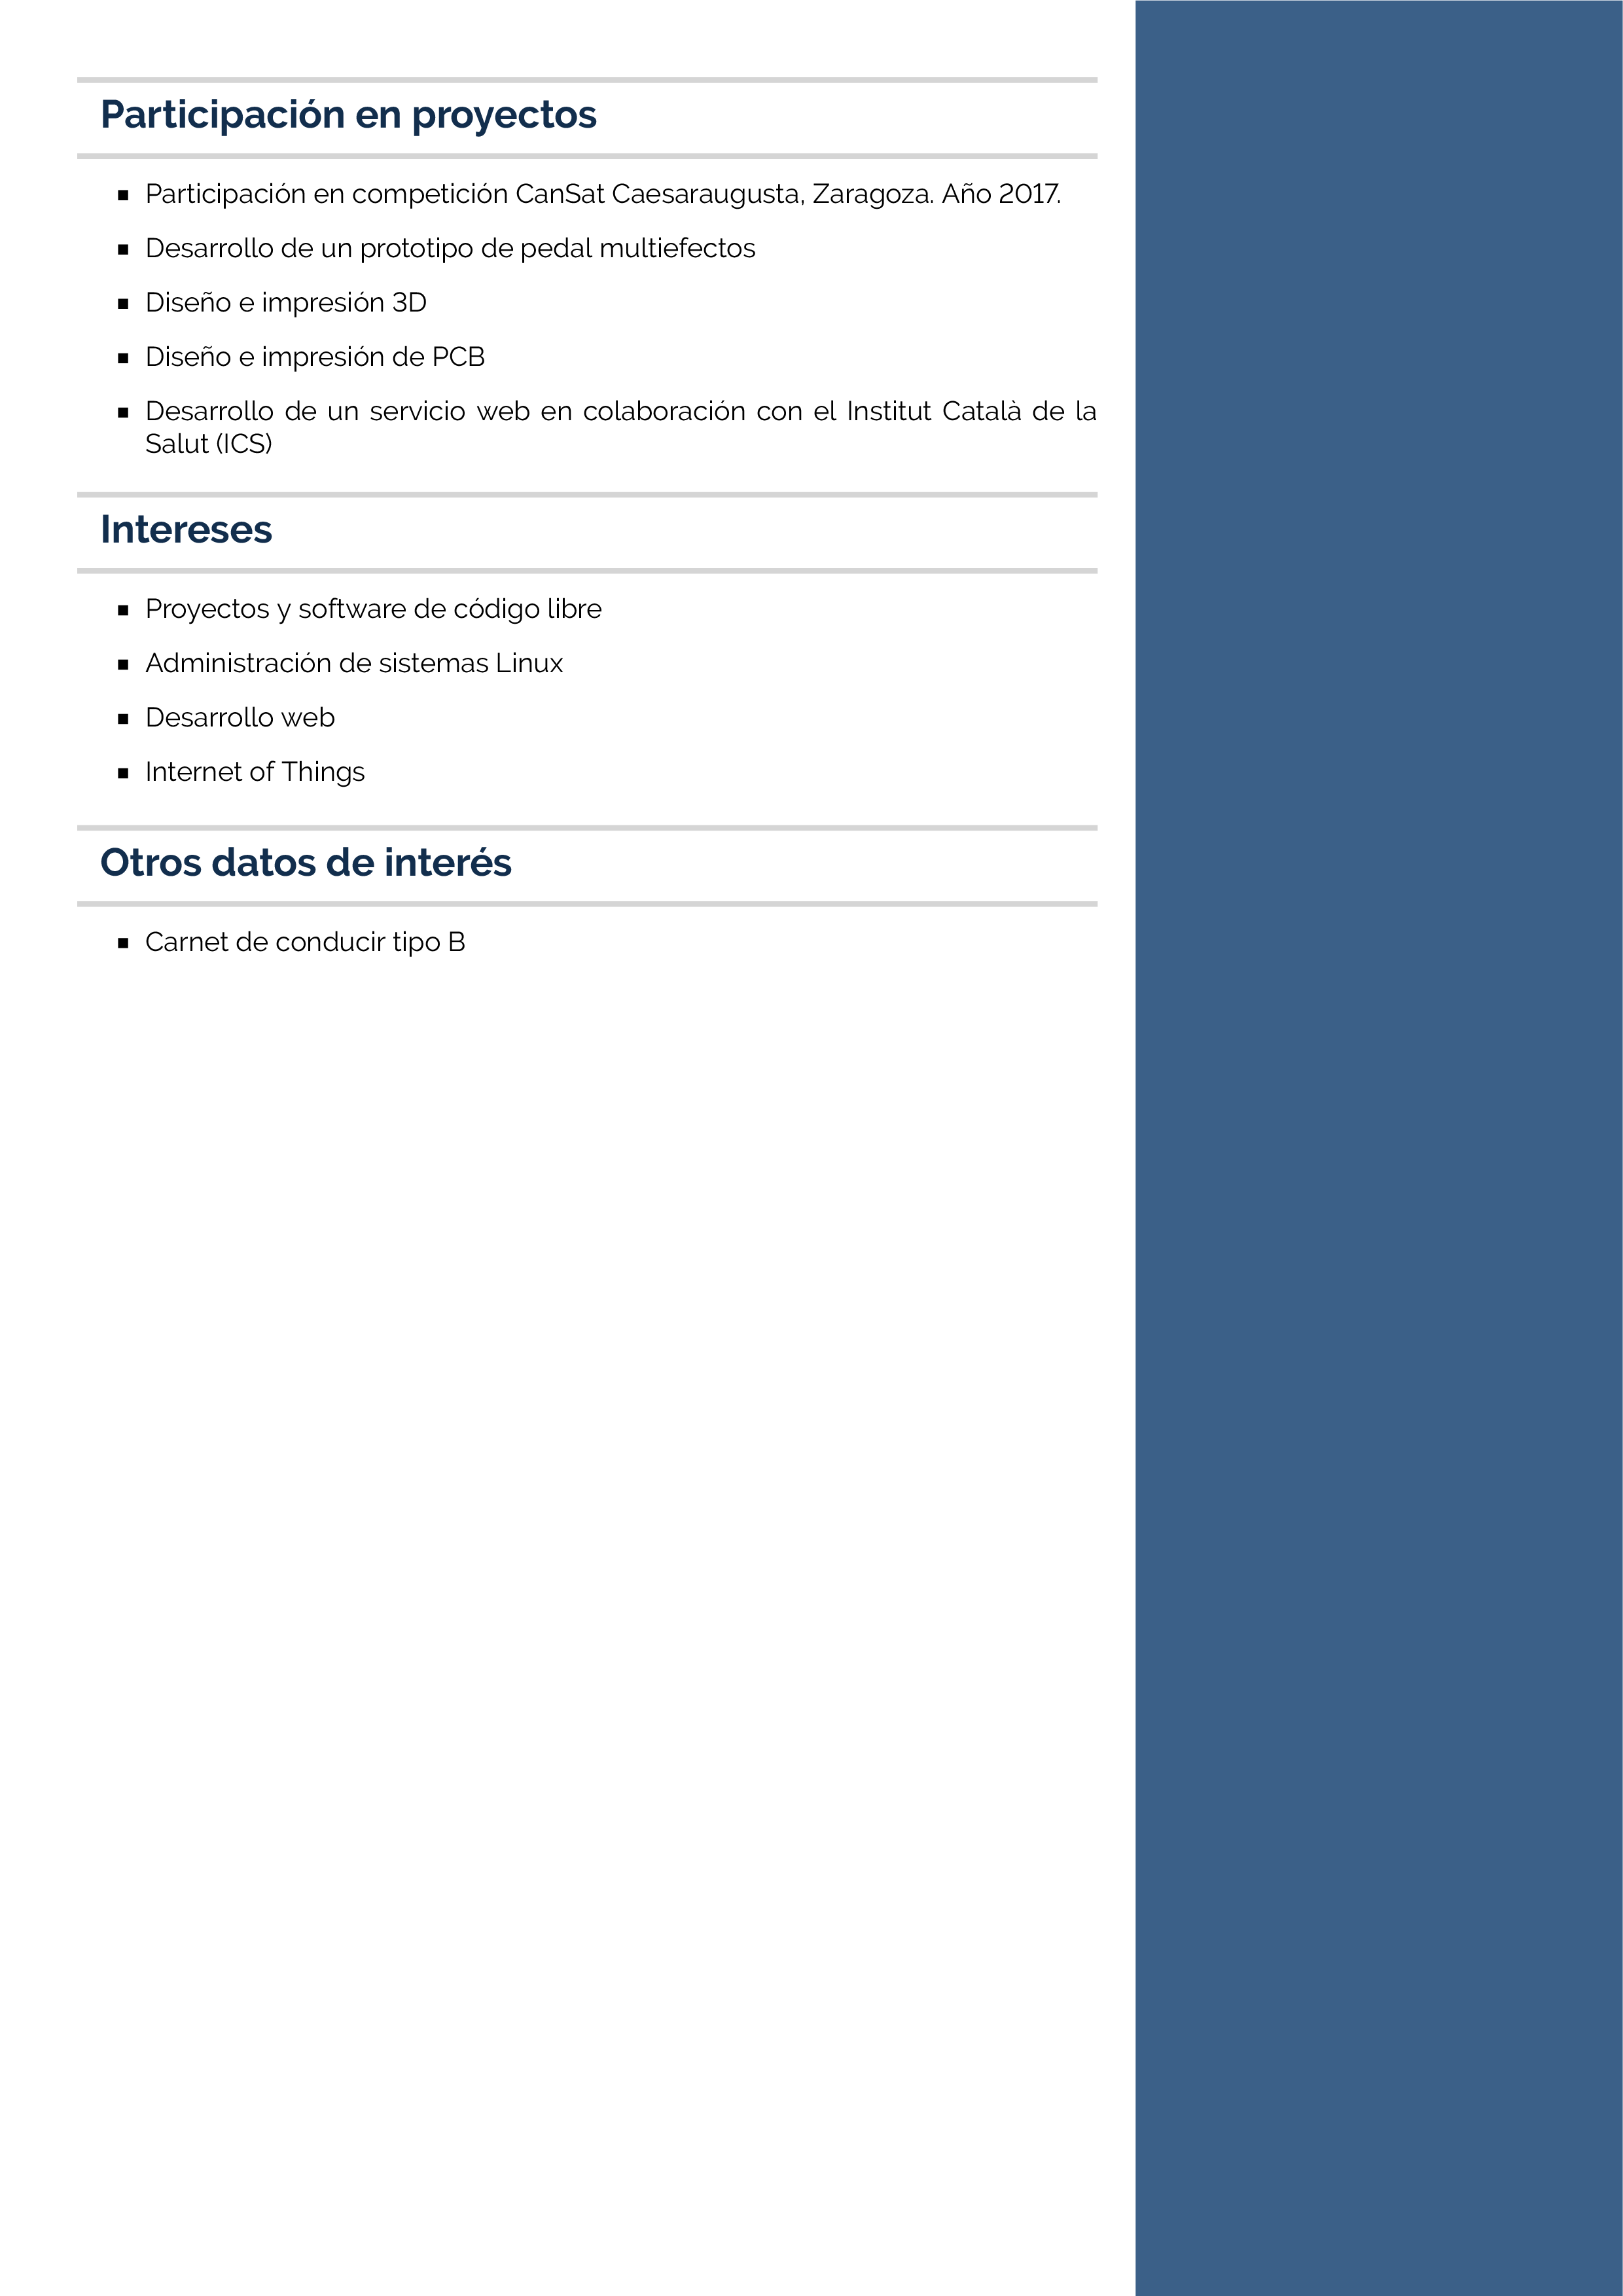 Participación en proyectos
▪ Participación en competición CanSat Caesaraugusta, Zaragoza. Año 2017.
▪ Desarrollo de un prototipo de pedal multiefectos
▪ Diseño e impresión 3D
▪ Diseño e impresión de PCB
▪ Desarrollo de un servicio web en colaboración con el Institut Català de la
Salut (ICS)
Intereses
▪ Proyectos y software de código libre
▪ Administración de sistemas Linux
▪ Desarrollo web
▪ Internet of Things
Otros datos de interés
▪ Carnet de conducir tipo B